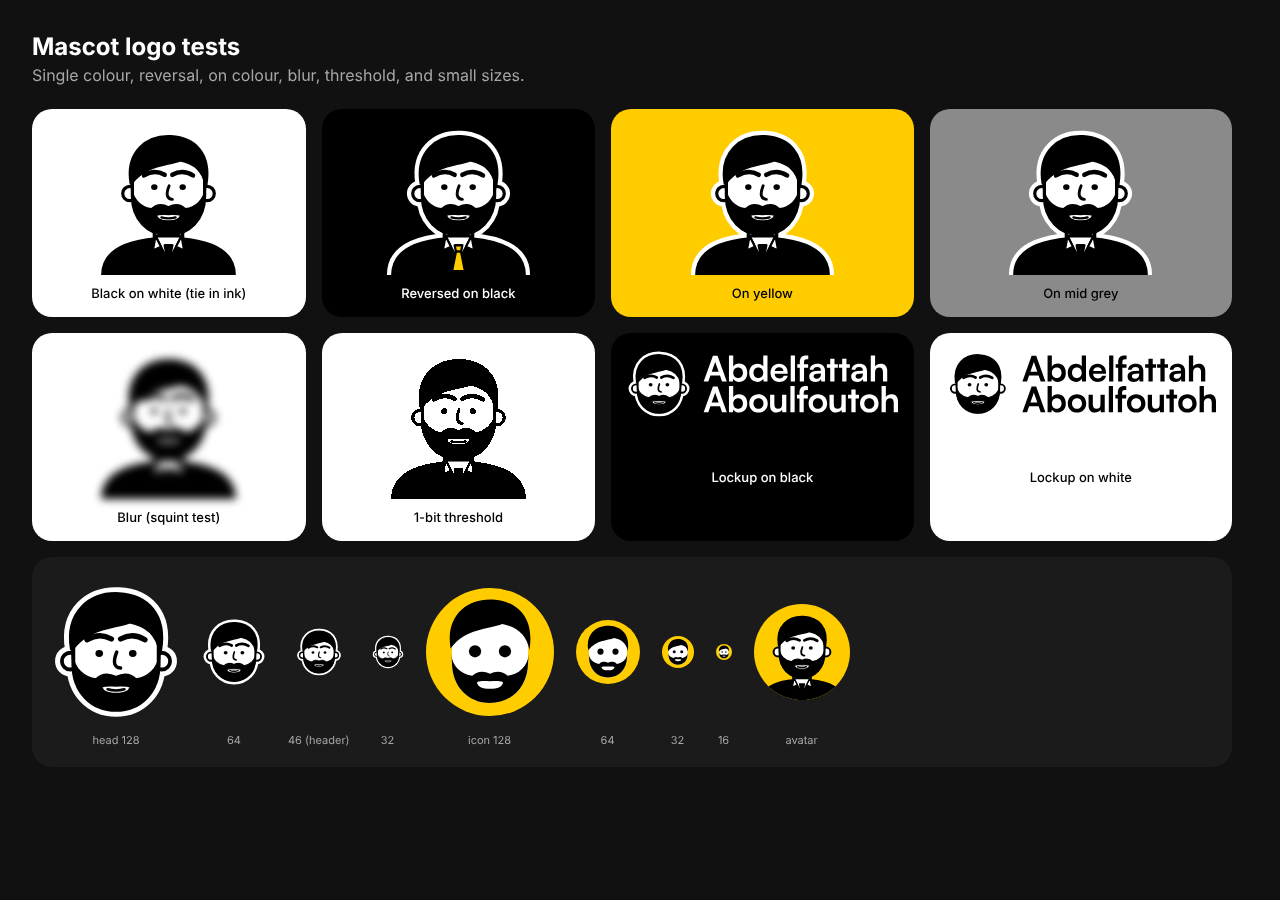 Mascot logo tests
Single colour, reversal, on colour, blur, threshold, and small sizes.
Black on white (tie in ink)
Reversed on black
On yellow
On mid grey
Blur (squint test)
1-bit threshold
Abdelfattah
Aboulfoutoh
Lockup on black
Abdelfattah
Aboulfoutoh
Lockup on white
head 128
64
46 (header)
32
icon 128
64
32
16
avatar